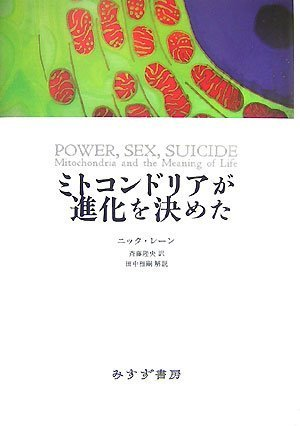 POWER, SEX, SUICIDE
Mitochondria and the Meaning of Life
ミトコンドリアが
進化を決めた
ニック・レーン
斉藤隆央 訳
田中雅嗣 解説
みすず書房